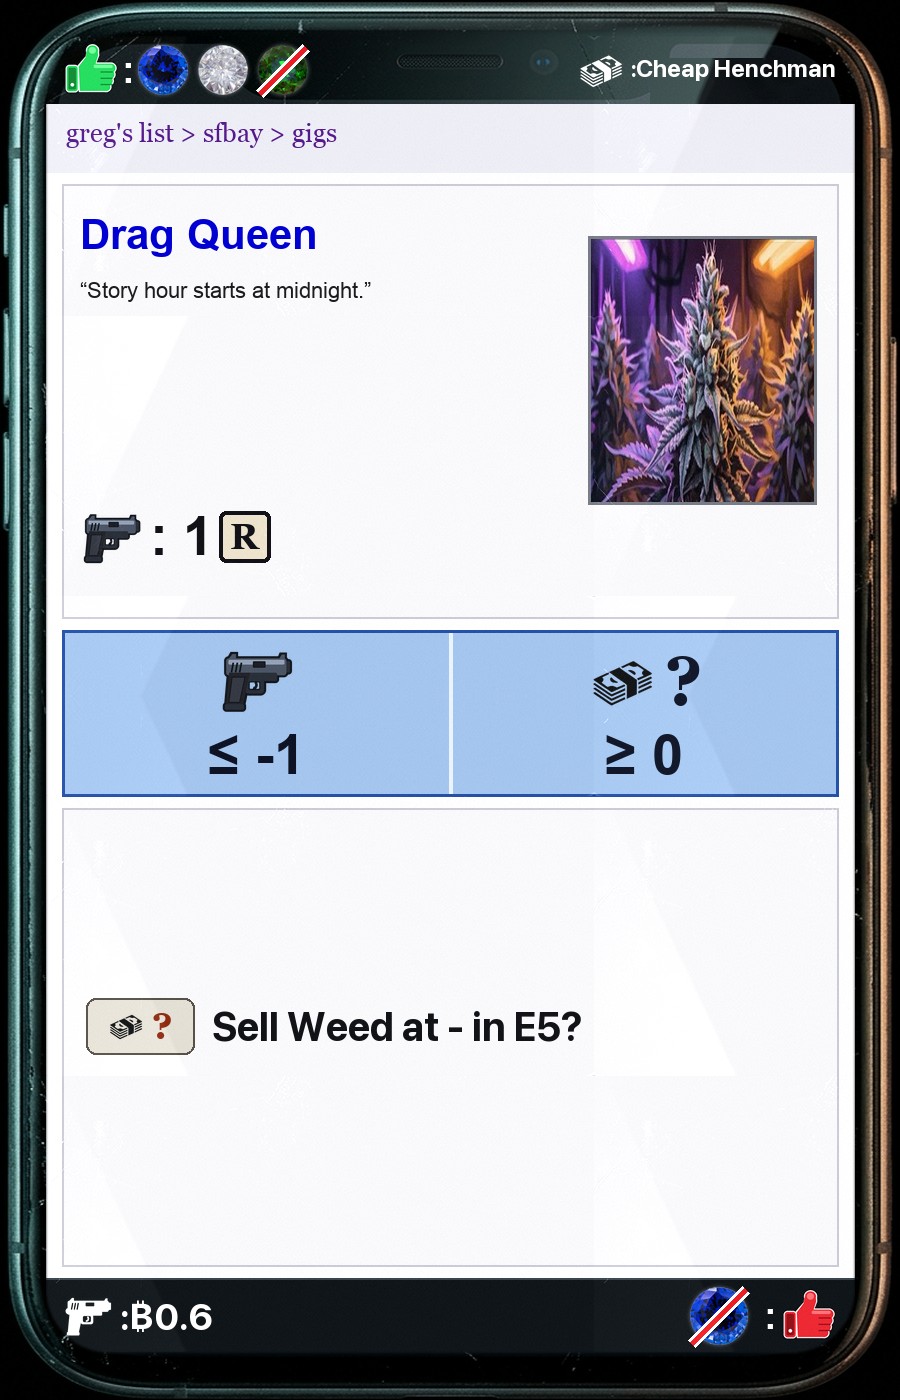 :
:Cheap Henchman
greg's list > sfbay > gigs
Drag Queen
“Story hour starts at midnight.”
: 1 R
≤ -1
?
≥ 0
? Sell Weed at - in E5?
:₿0.6
: